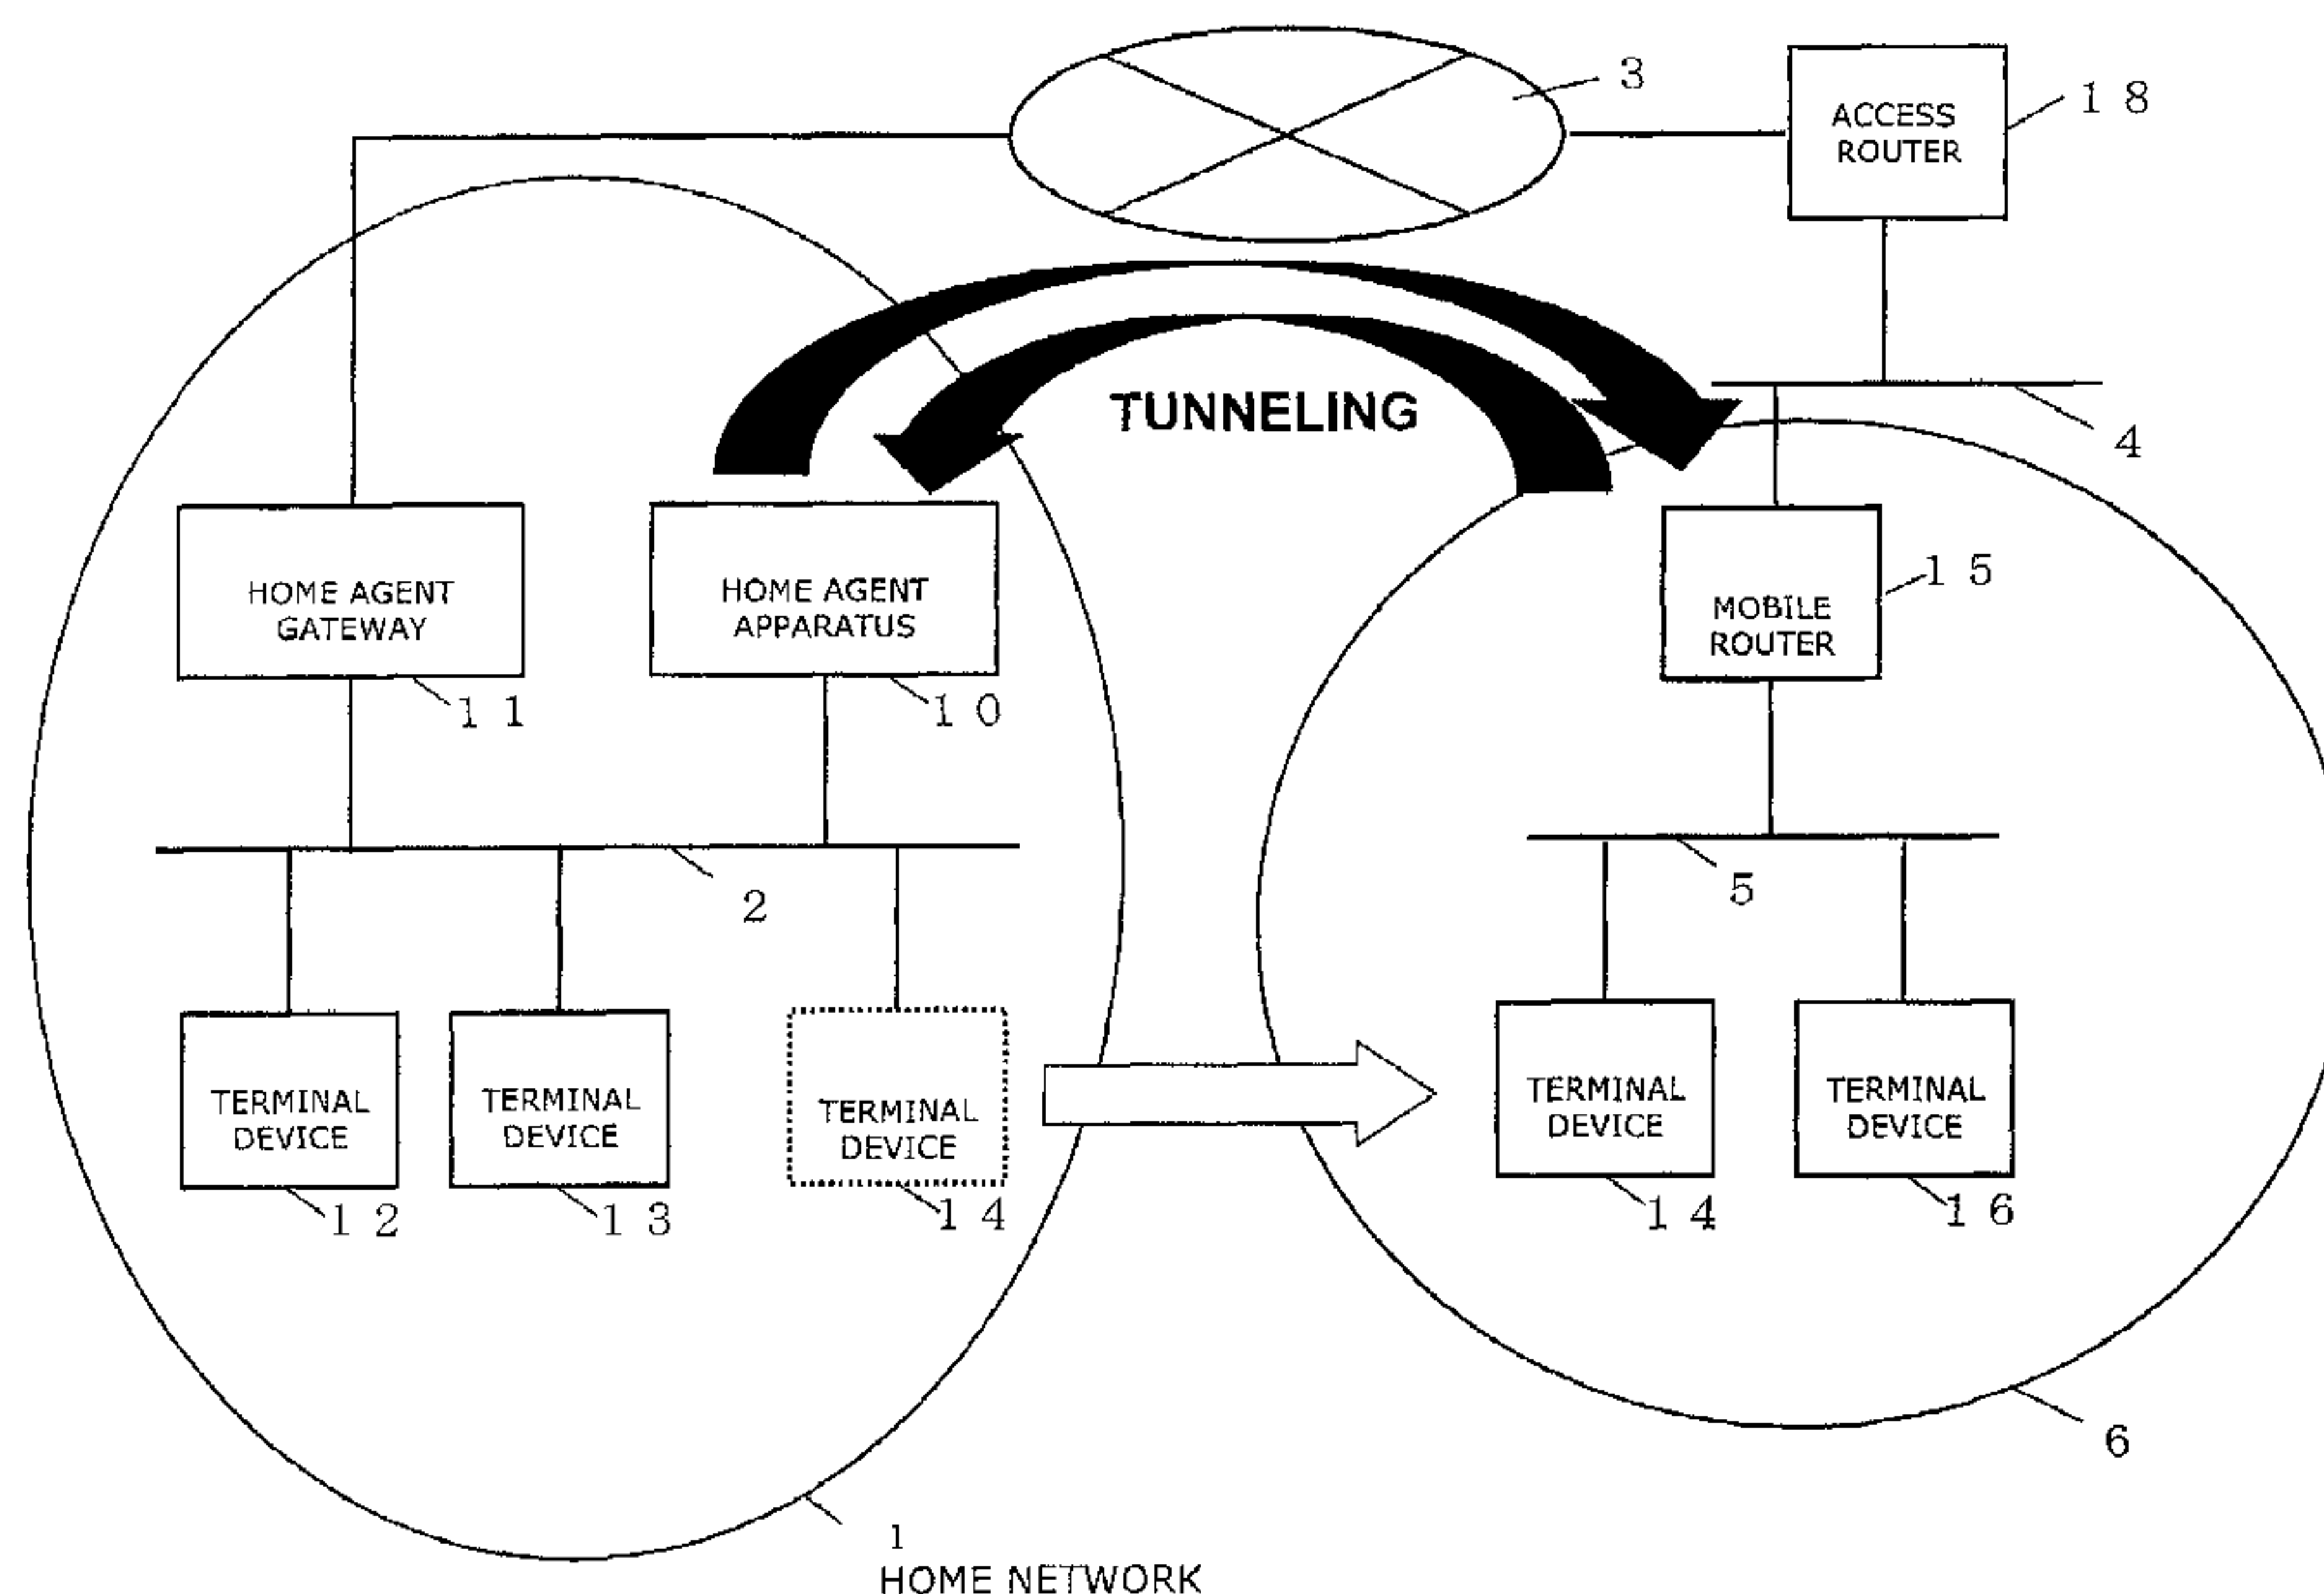 3
ACCESS
ROUTER
1 8
TUNNELING
4
HOME AGENT
GATEWAY
1 1
HOME AGENT
APPARATUS
1 0
MOBILE
ROUTER
1 5
2
5
TERMINAL
DEVICE
1 2
TERMINAL
DEVICE
1 3
TERMINAL
DEVICE
1 4
TERMINAL
DEVICE
1 4
TERMINAL
DEVICE
1 6
6
1
HOME NETWORK